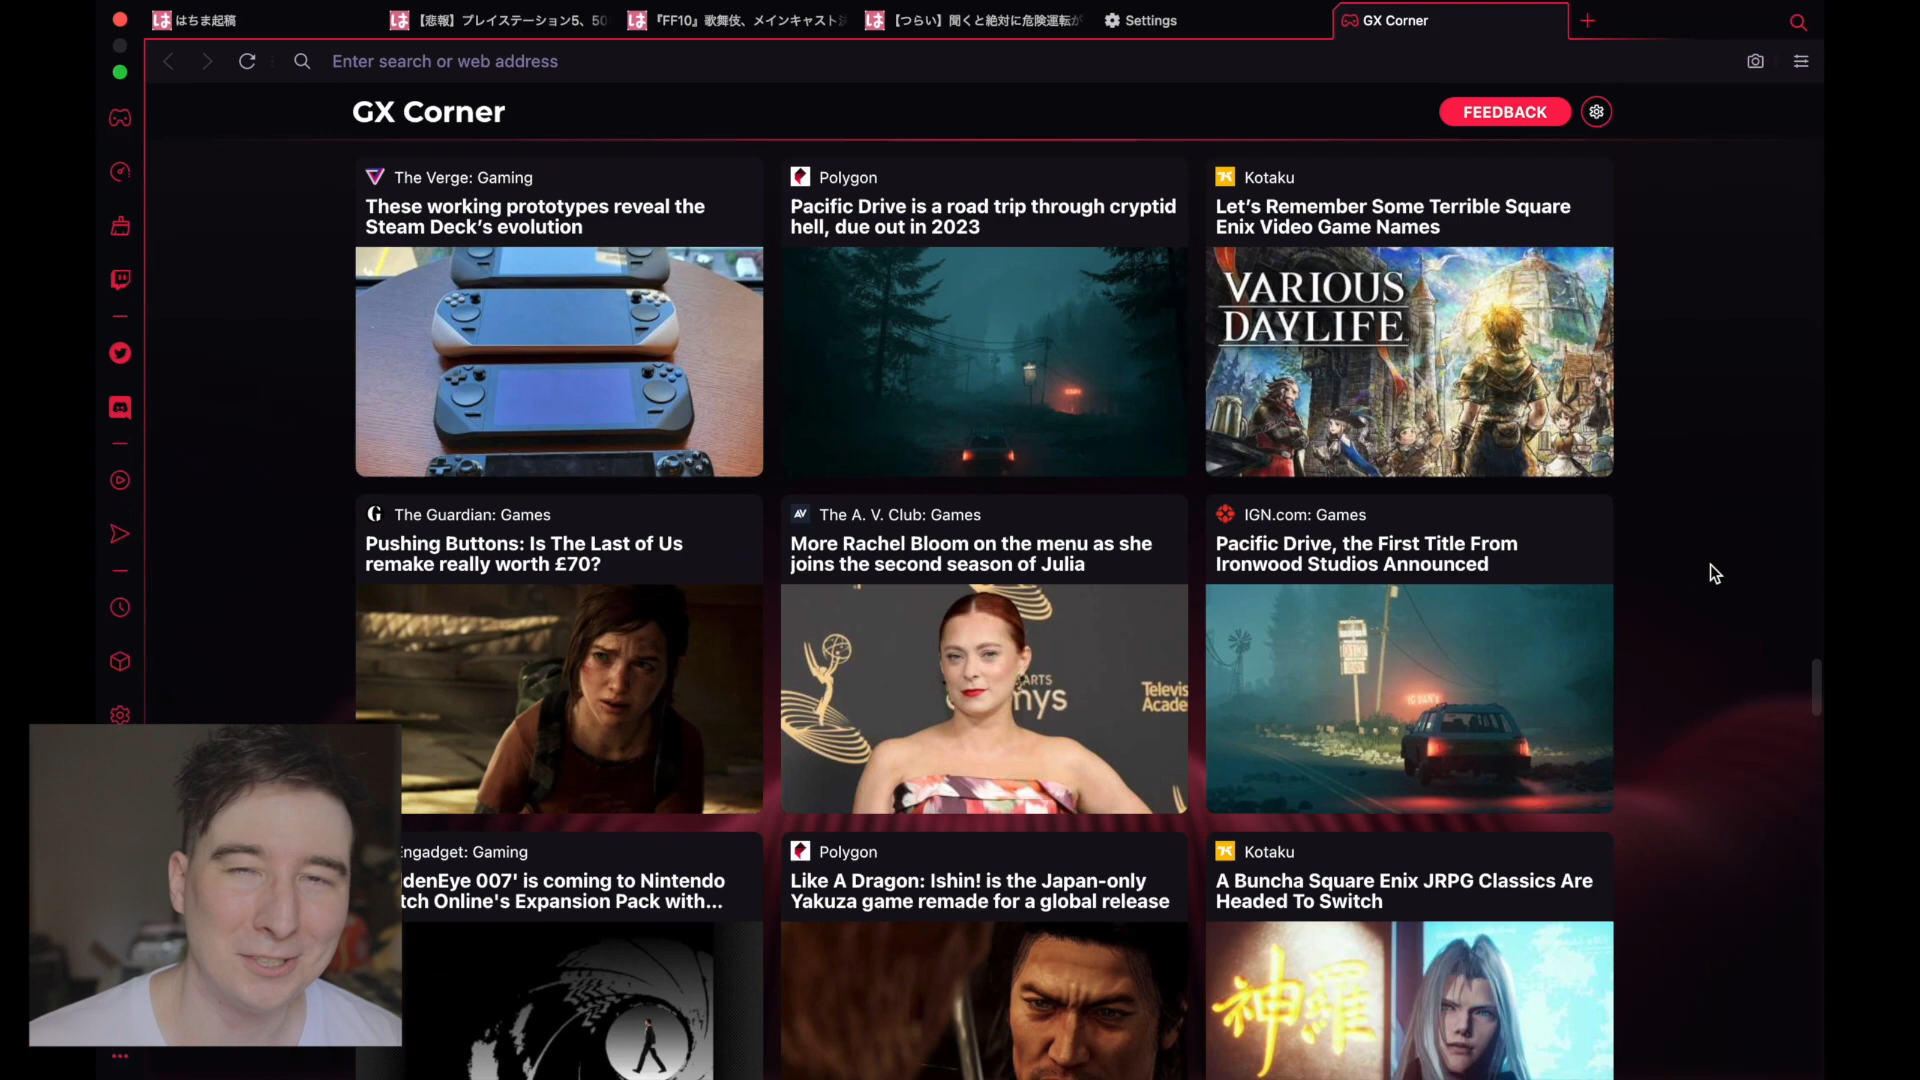 はちま起稿
【悲報】プレイステーション5、50
『FF10』歌舞伎、メインキャスト
【つらい】聞くと絶対に危険運転が
Settings
GX Corner
Enter search or web address
GX Corner
FEEDBACK
The Verge: Gaming
These working prototypes reveal the
Steam Deck's evolution
Polygon
Pacific Drive is a road trip through cryptid
hell, due out in 2023
Kotaku
Let's Remember Some Terrible Square
Enix Video Game Names
VARIOUS
DAYLIFE
The Guardian: Games
Pushing Buttons: Is The Last of Us
remake really worth £70?
The A. V. Club: Games
More Rachel Bloom on the menu as she
joins the second season of Julia
ARTS
mys
Televis
Acade
IGN.com: Games
Pacific Drive, the First Title From
Ironwood Studios Announced
ngadget: Gaming
denEye 007' is coming to Nintendo
tch Online's Expansion Pack with...
Polygon
Like A Dragon: Ishin! is the Japan-only
Yakuza game remade for a global release
Kotaku
A Buncha Square Enix JRPG Classics Are
Headed To Switch
神羅